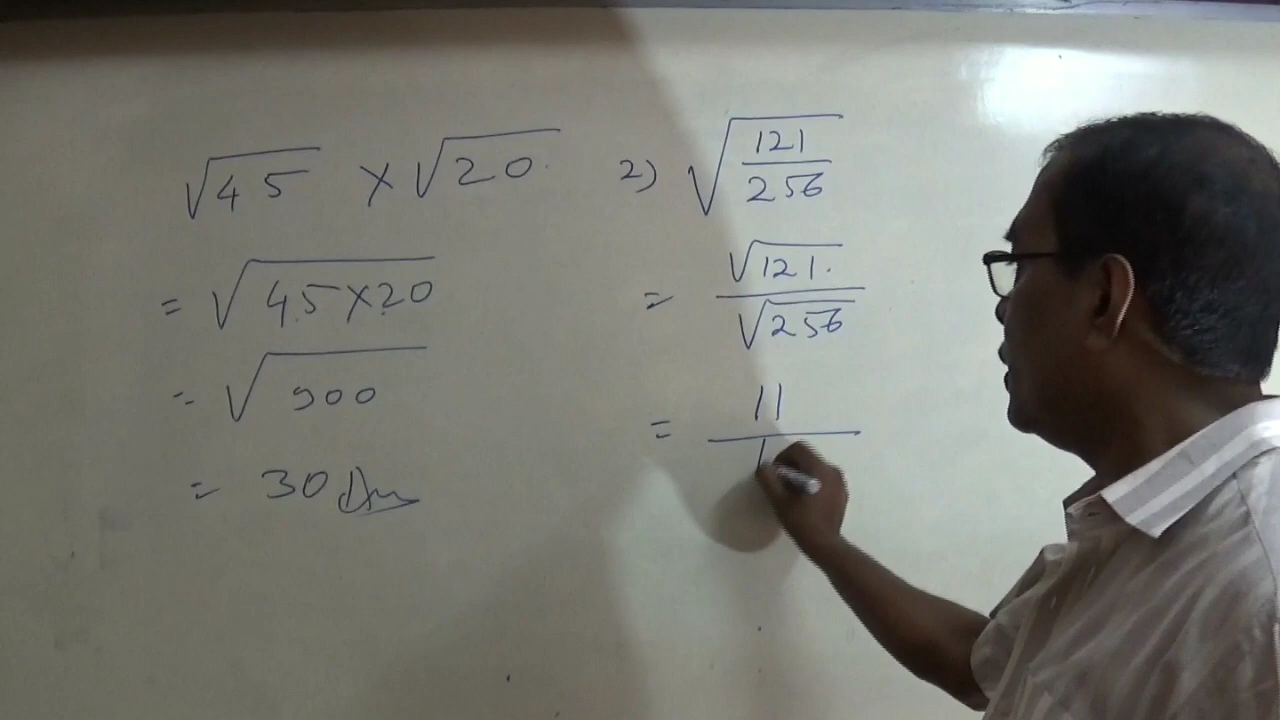 √45 × √20
= √45×20
= √900
= 30 Ans
2) √121/256
= √121/√256
= 11/1